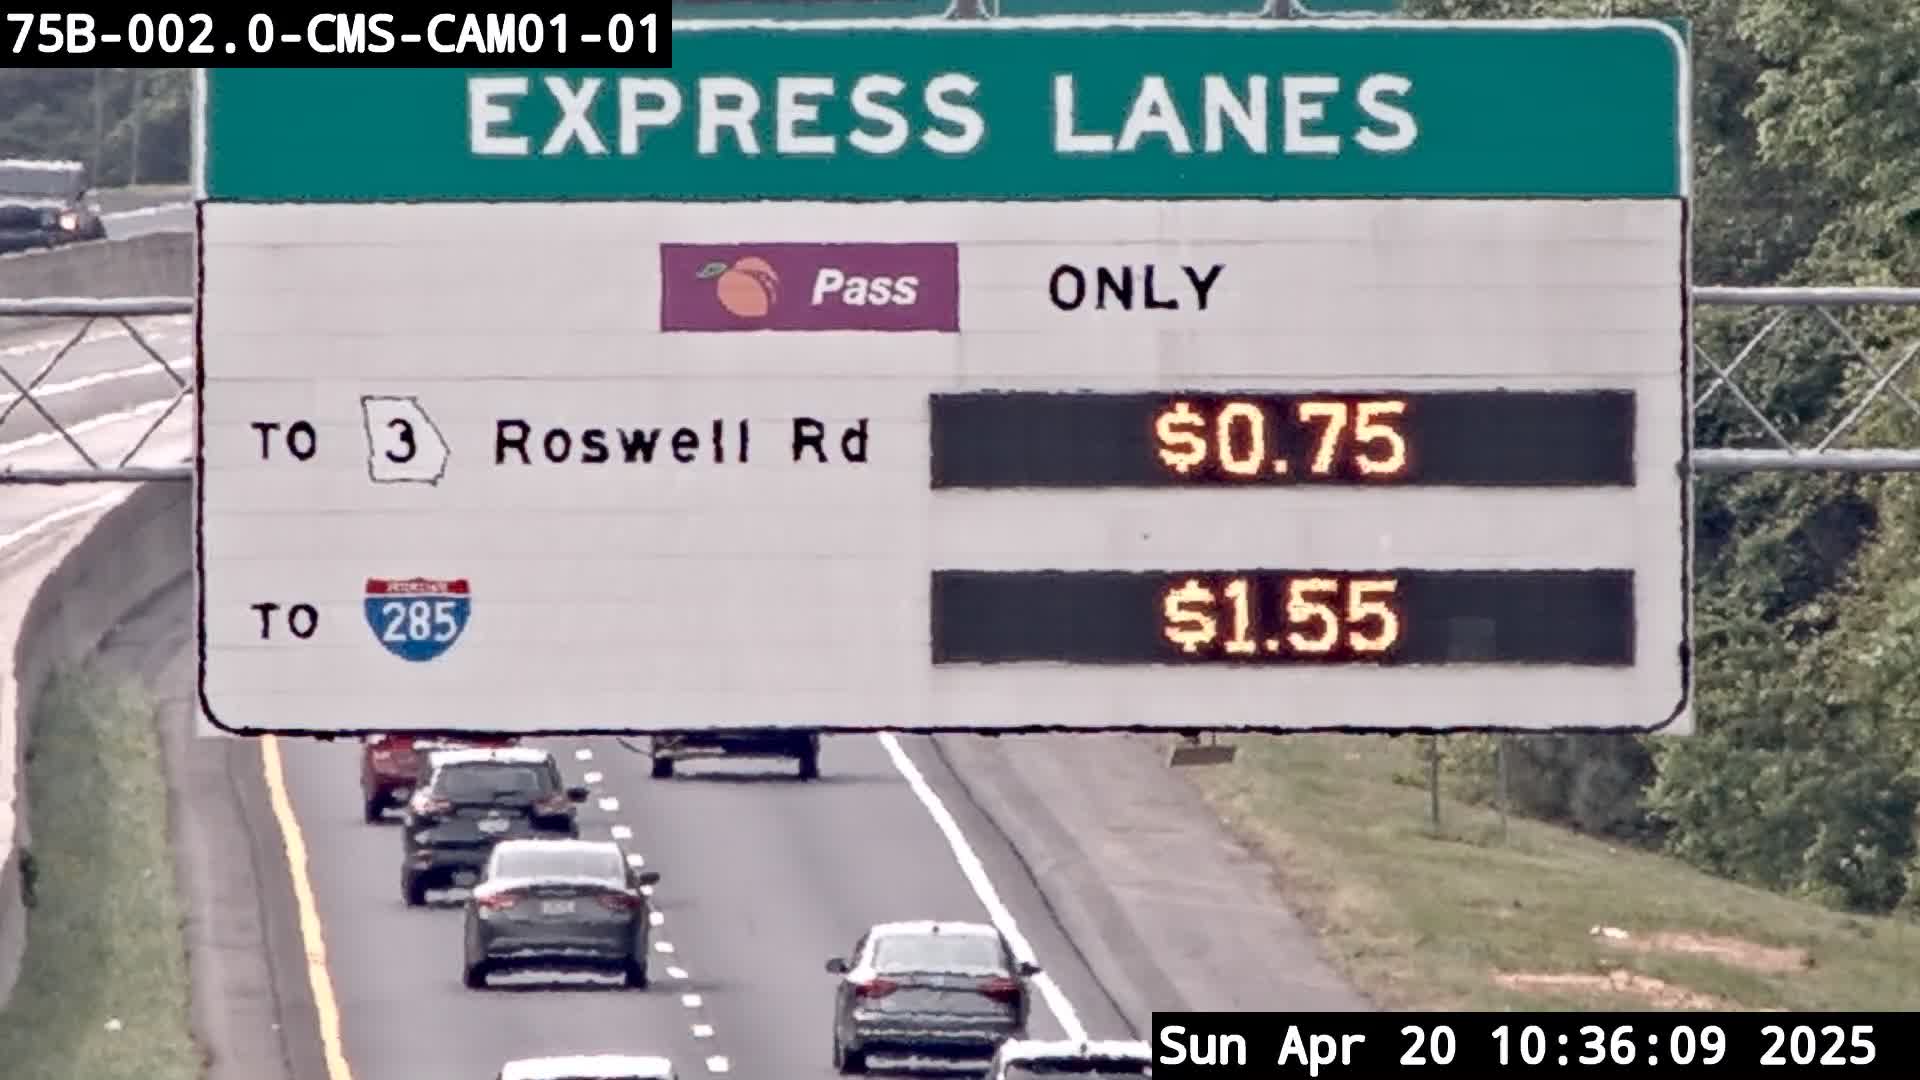 75B-002.0-CMS-CAM01-01
EXPRESS LANES
Pass ONLY
TO 3 Roswell Rd $0.75
TO 285 $1.55
Sun Apr 20 10:36:09 2025